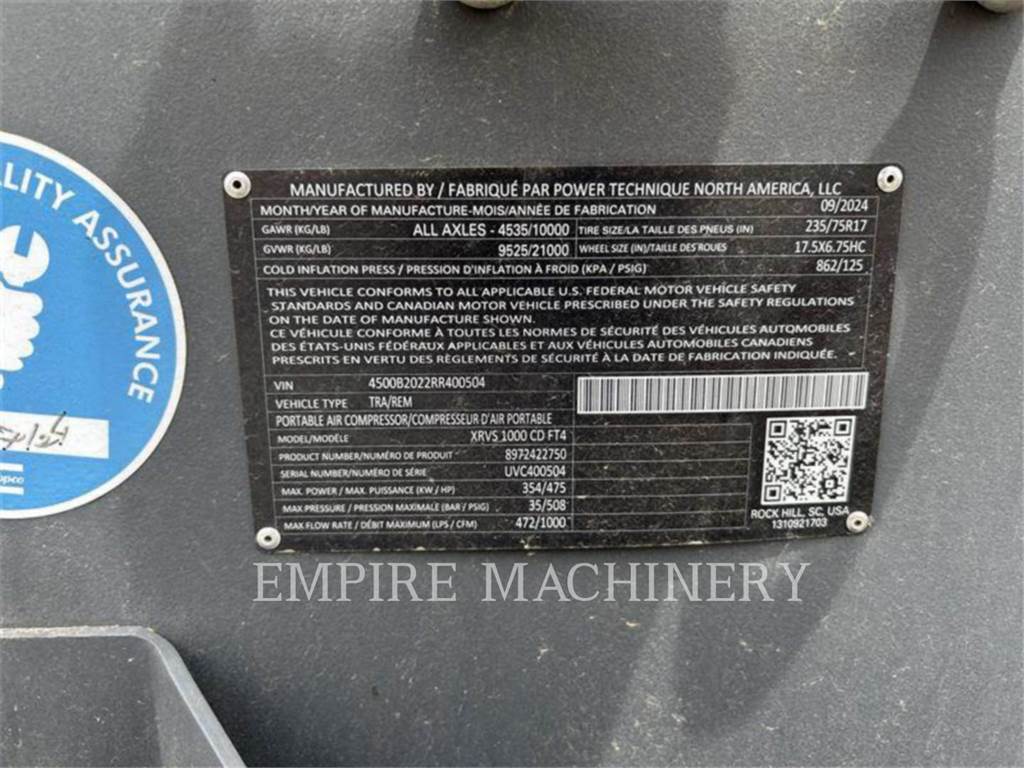 ALITY ASSURANCE
MANUFACTURED BY / FABRIQUÉ PAR POWER TECHNIQUE NORTH AMERICA, LLC
MONTH/YEAR OF MANUFACTURE-MOIS/ANNÉE DE FABRICATION 09/2024
GAWR (KG/LB) ALL AXLES - 4535/10000 TIRE SIZE/LA TAILLE DES PNEUS (IN) 235/75R17
GVWR (KG/LB) 9525/21000 WHEEL SIZE (IN)/TAILLE DES ROUES 17.5X6.75HC
COLD INFLATION PRESS / PRESSION D'INFLATION À FROID (KPA / PSIG) 862/125
THIS VEHICLE CONFORMS TO ALL APPLICABLE U.S. FEDERAL MOTOR VEHICLE SAFETY
STANDARDS AND CANADIAN MOTOR VEHICLE PRESCRIBED UNDER THE SAFETY REGULATIONS
ON THE DATE OF MANUFACTURE SHOWN.
CE VÉHICULE CONFORME À TOUTES LES NORMES DE SÉCURITÉ DES VÉHICULES AUTOMOBILES
DES ÉTATS-UNIS FÉDÉRAUX APPLICABLES ET AUX VÉHICULES AUTOMOBILES CANADIENS
PRESCRITS EN VERTU DES RÈGLEMENTS DE SÉCURITÉ À LA DATE DE FABRICATION INDIQUÉE.
VIN 4500B2022RR400504
VEHICLE TYPE TRA/REM
PORTABLE AIR COMPRESSOR/COMPRESSEUR D'AIR PORTABLE
MODEL/MODÈLE XRVS 1000 CD FT4
PRODUCT NUMBER/NUMÉRO DE PRODUIT 8972422750
SERIAL NUMBER/NUMÉRO DE SÉRIE UVC400504
MAX. POWER / MAX. PUISSANCE (KW / HP) 354/475
MAX PRESSURE / PRESSION MAXIMALE (BAR / PSIG) 35/508
MAX FLOW RATE / DÉBIT MAXIMUM (LPS / CFM) 472/1000
ROCK HILL, SC, USA
1310921703
EMPIRE MACHINERY